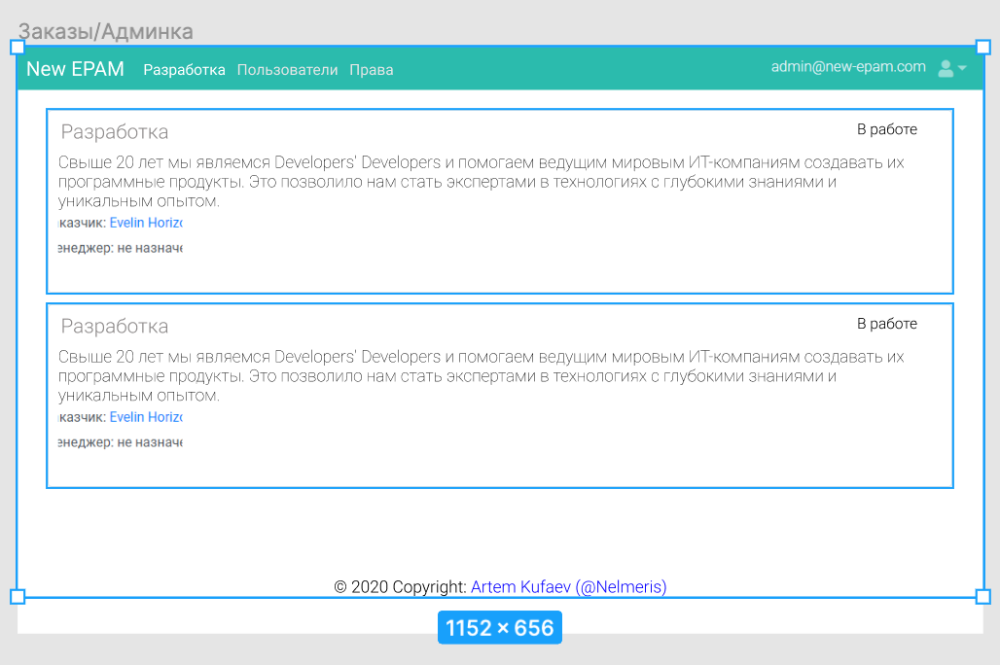 Заказы/Админка
New EPAM Разработка Пользователи Права admin@new-epam.com
Разработка В работе
Свыше 20 лет мы являемся Developers' Developers и помогаем ведущим мировым ИТ-компаниям создавать их
программные продукты. Это позволило нам стать экспертами в технологиях с глубокими знаниями и
уникальным опытом.
казчик: Evelin Horizo
енеджер: не назначе
Разработка В работе
Свыше 20 лет мы являемся Developers' Developers и помогаем ведущим мировым ИТ-компаниям создавать их
программные продукты. Это позволило нам стать экспертами в технологиях с глубокими знаниями и
уникальным опытом.
казчик: Evelin Horizo
енеджер: не назначе
© 2020 Copyright: Artem Kufaev (@Nelmeris)
1152 × 656